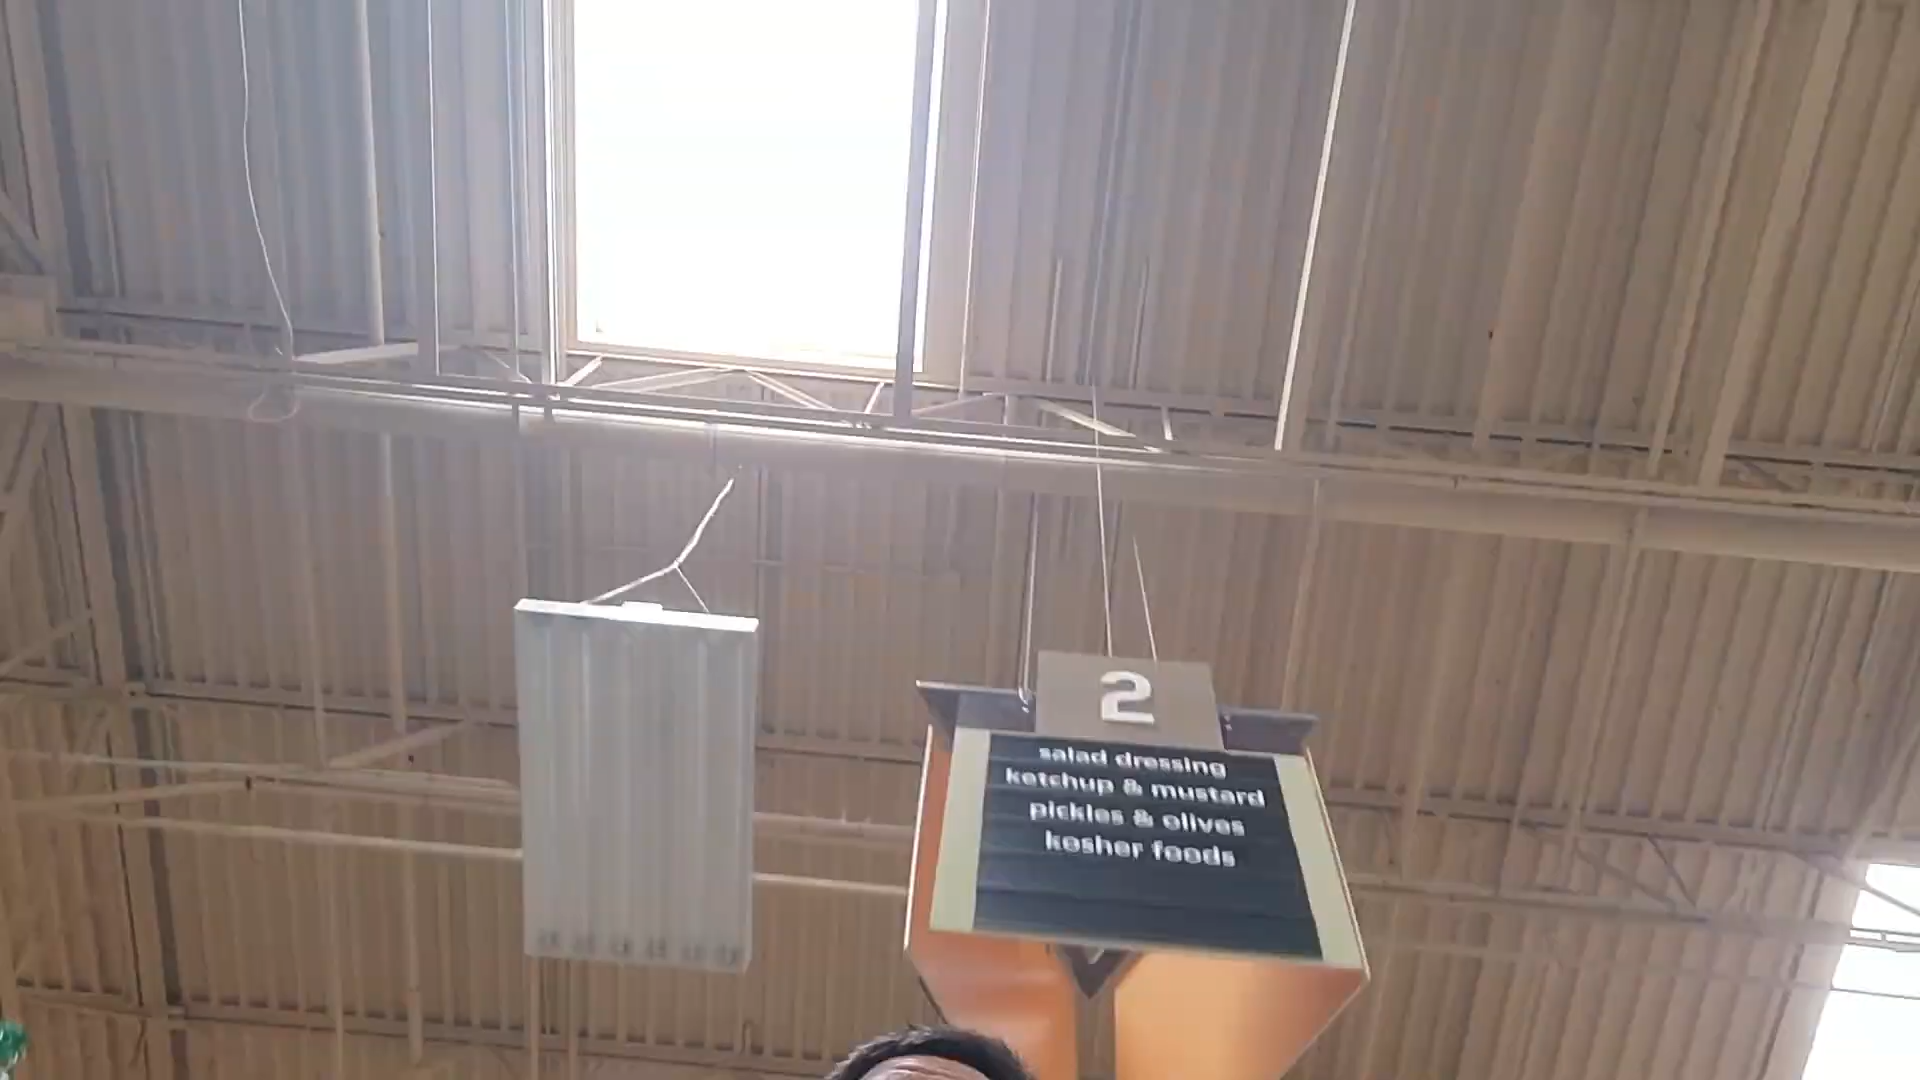 2
salad dressing
ketchup & mustard
pickles & olives
kosher foods